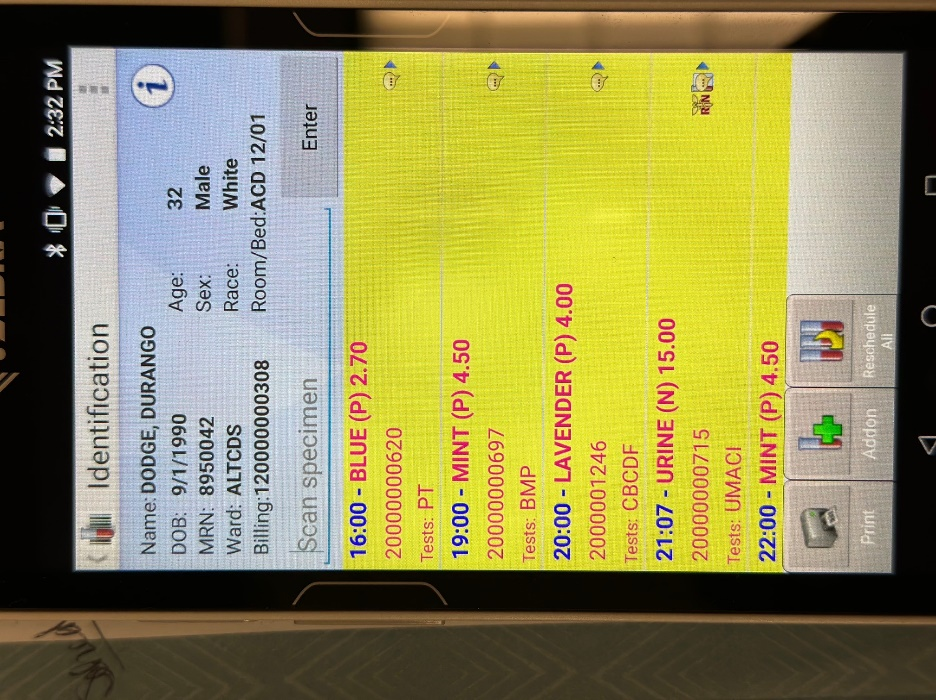 2:32 PM
Identification
Name: DODGE, DURANGO
DOB: 9/1/1990 Age: 32
MRN: 8950042 Sex: Male
Ward: ALTCDS Race: White
Billing:120000000308 Room/Bed:ACD 12/01
Scan specimen Enter
16:00 - BLUE (P) 2.70
20000000620
Tests: PT
19:00 - MINT (P) 4.50
20000000697
Tests: BMP
20:00 - LAVENDER (P) 4.00
20000001246
Tests: CBCDF
21:07 - URINE (N) 15.00
20000000715
RN
Tests: UMACI
22:00 - MINT (P) 4.50
Print Addon Reschedule
All